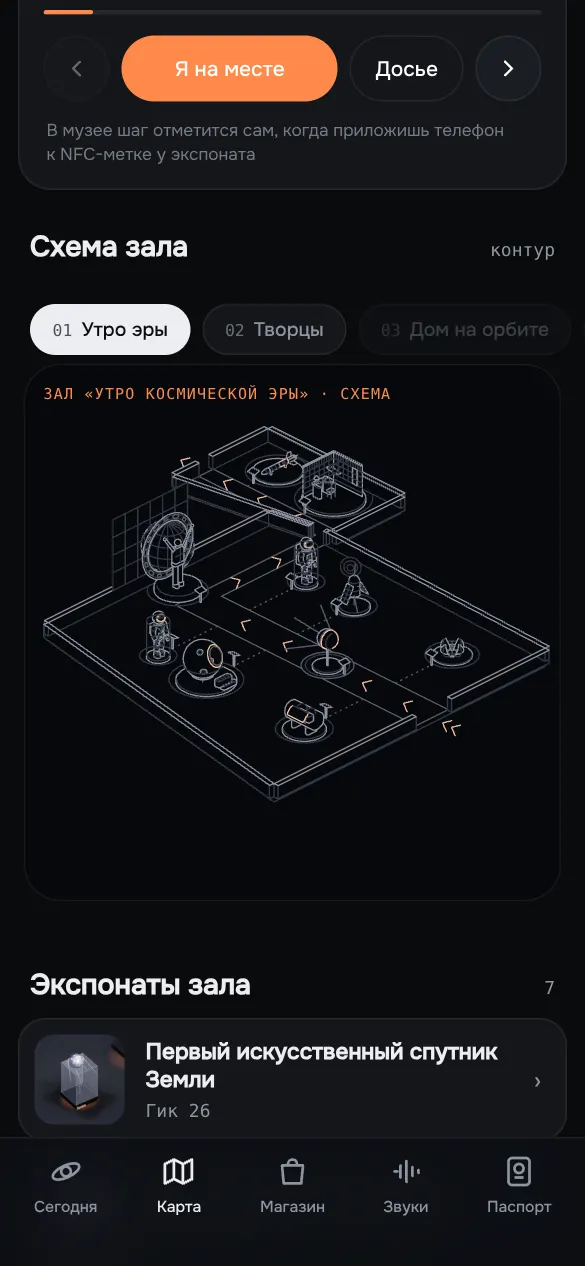 Я на месте
Досье
В музее шаг отметится сам, когда приложишь телефон
к NFC-метке у экспоната
Схема зала
контур
01 Утро эры
02 Творцы
03 Дом на орбите
ЗАЛ «УТРО КОСМИЧЕСКОЙ ЭРЫ» · СХЕМА
Экспонаты зала
7
Первый искусственный спутник
Земли
Гик 26
Сегодня
Карта
Магазин
Звуки
Паспорт